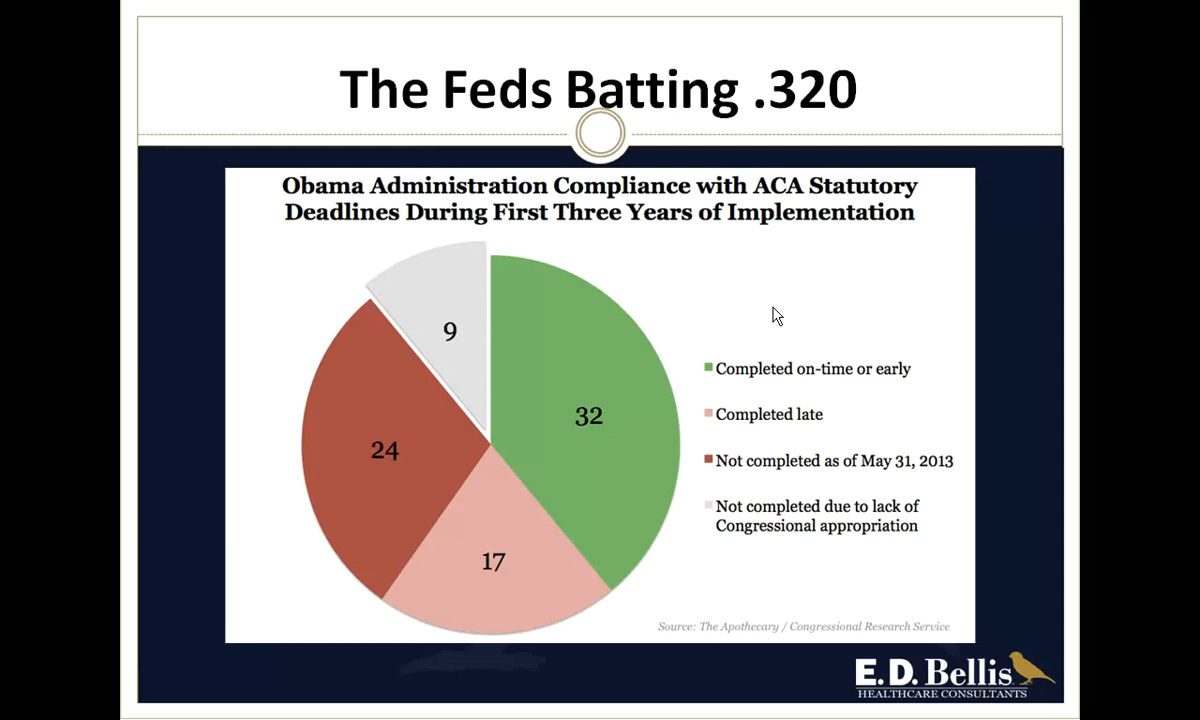 The Feds Batting .320
Obama Administration Compliance with ACA Statutory
Deadlines During First Three Years of Implementation
9
32
24
17
Completed on-time or early
Completed late
Not completed as of May 31, 2013
Not completed due to lack of
Congressional appropriation
Source: The Apothecary / Congressional Research Service
E.D. Bellis
HEALTHCARE CONSULTANTS